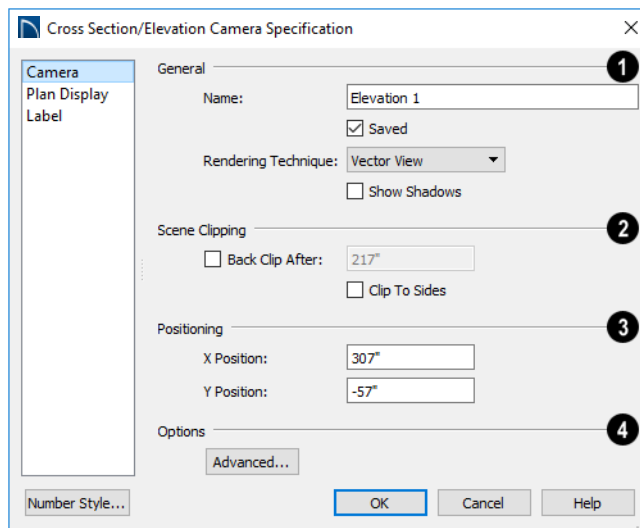 Cross Section/Elevation Camera Specification
Camera
Plan Display
Label
General
1
Name:
Elevation 1
Saved
Rendering Technique:
Vector View
Show Shadows
Scene Clipping
2
Back Clip After:
217"
Clip To Sides
Positioning
3
X Position:
307"
Y Position:
-57"
Options
4
Advanced...
Number Style...
OK
Cancel
Help